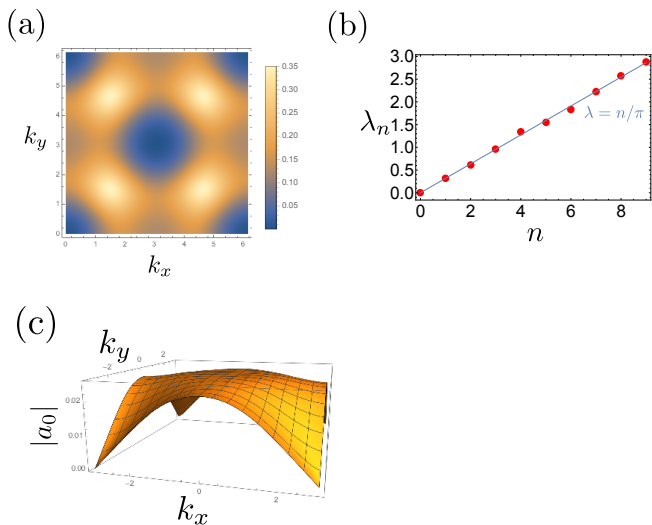 (a)
6
5
4
3
2
1
0
k_y
0 1 2 3 4 5 6
k_x
0.35
0.30
0.25
0.20
0.15
0.10
0.05
(b)
3.0
2.5
2.0
1.5
1.0
0.5
0.0
λ_n
λ = n/π
0 2 4 6 8
n
(c)
k_y
-2 0 2
|a_0|
0.02
0.01
0.00
-2 0 2
k_x